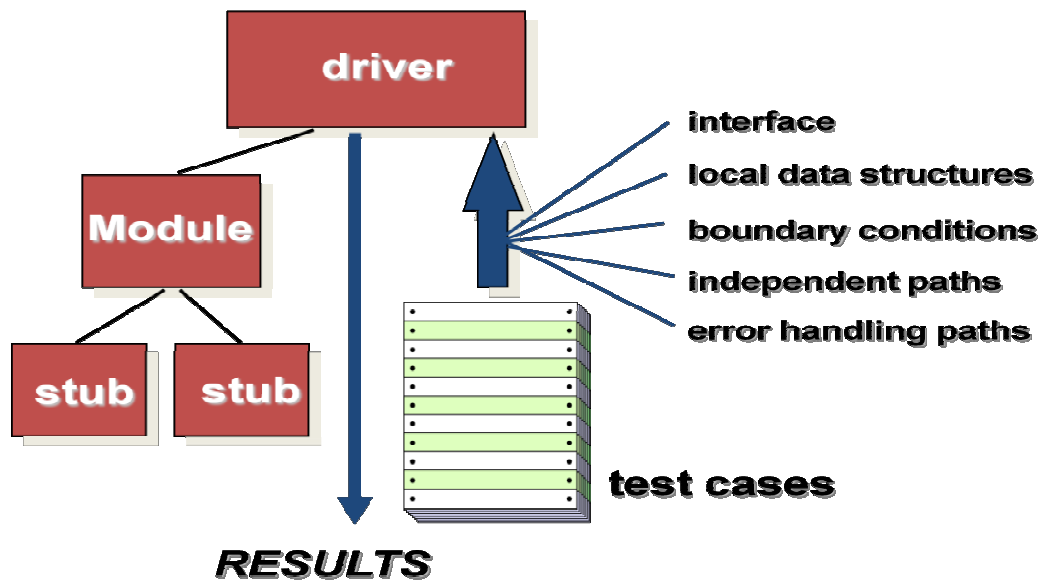 driver
interface
local data structures
Module
boundary conditions
independent paths
error handling paths
stub
stub
test cases
RESULTS